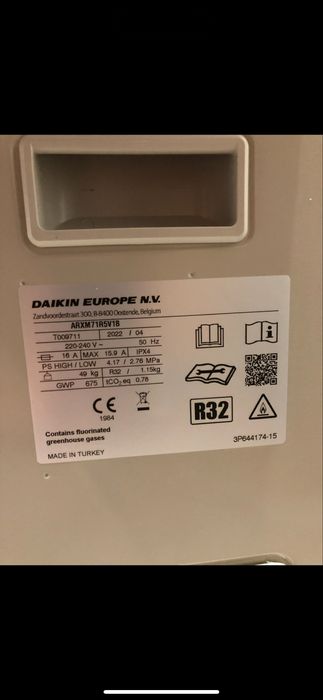 DAIKIN EUROPE N.V.
Zandvoordestraat 300, B-8400 Oostende, Belgium
ARXM71R5V1B
T009711 2022 / 04
220-240 V ~ 50 Hz
16 A MAX 15.9 A IPX4
PS HIGH / LOW 4.17 / 2.76 MPa
49 kg R32 / 1.15kg
GWP 675 tCO₂eq 0.78
CE
1984
R32
Contains fluorinated
greenhouse gases
MADE IN TURKEY
3P644174-15